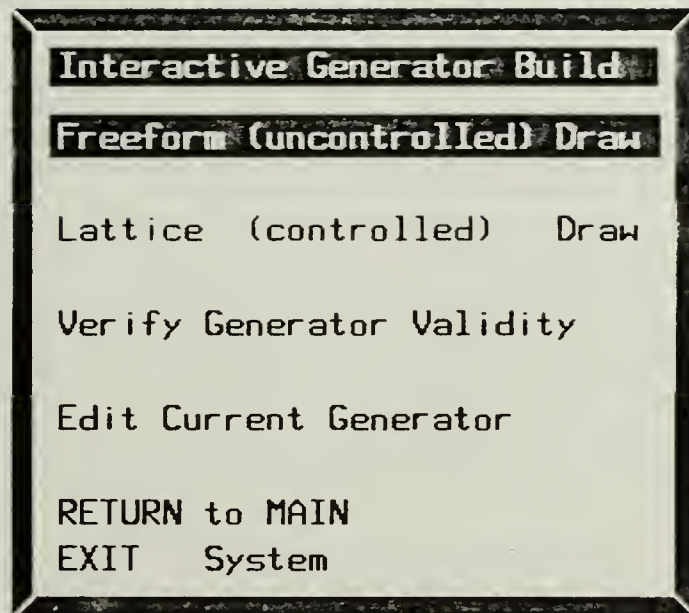 Interactive Generator Build
Freeform (uncontrolled) Draw
Lattice (controlled) Draw
Verify Generator Validity
Edit Current Generator
RETURN to MAIN
EXIT System